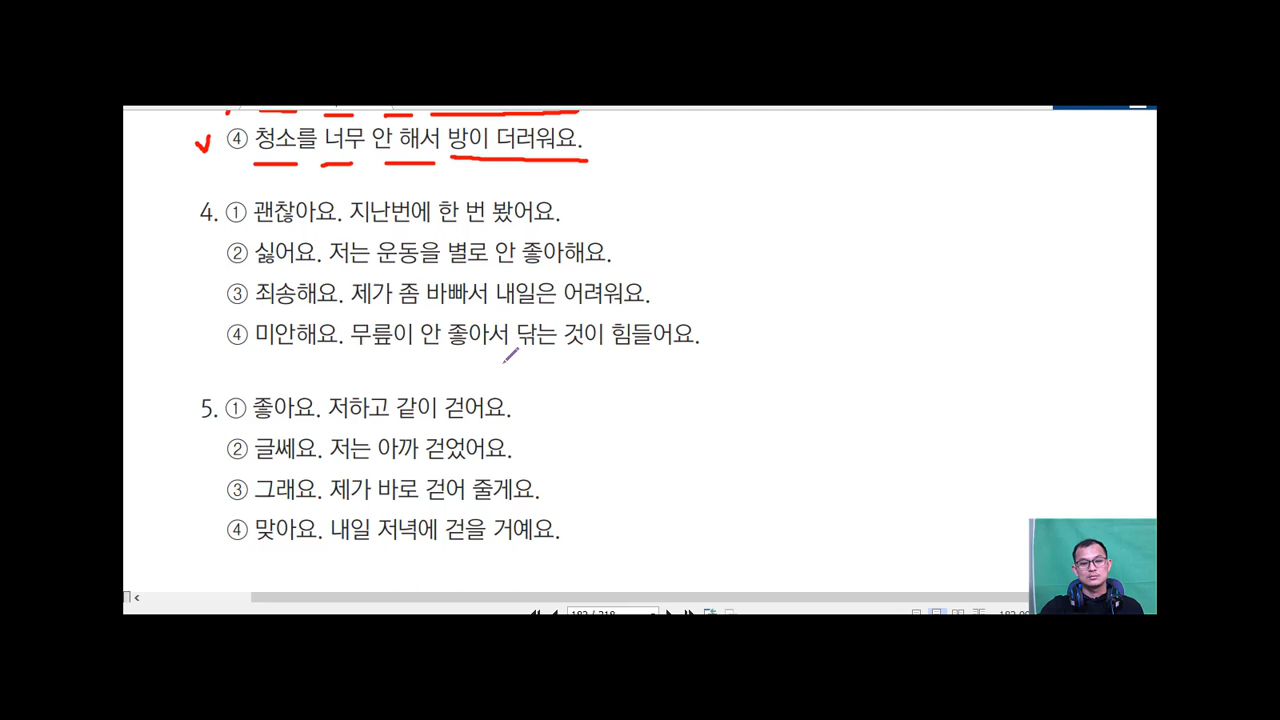 ④ 청소를 너무 안 해서 방이 더러워요.
4. ① 괜찮아요. 지난번에 한 번 봤어요.
② 싫어요. 저는 운동을 별로 안 좋아해요.
③ 죄송해요. 제가 좀 바빠서 내일은 어려워요.
④ 미안해요. 무릎이 안 좋아서 닦는 것이 힘들어요.
5. ① 좋아요. 저하고 같이 걷어요.
② 글쎄요. 저는 아까 걷었어요.
③ 그래요. 제가 바로 걷어 줄게요.
④ 맞아요. 내일 저녁에 걷을 거예요.